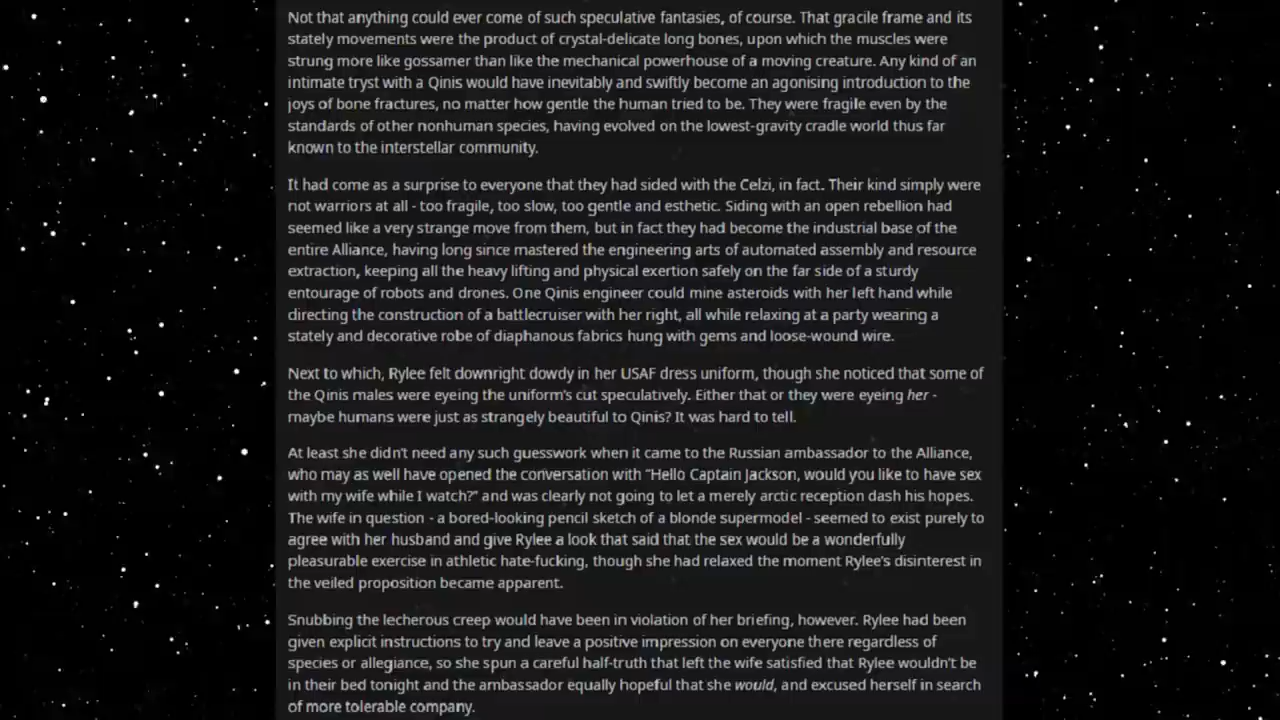 Not that anything could ever come of such speculative fantasies, of course. That gracile frame and its
stately movements were the product of crystal-delicate long bones, upon which the muscles were
strung more like gossamer than like the mechanical powerhouse of a moving creature. Any kind of an
intimate tryst with a Qinis would have inevitably and swiftly become an agonising introduction to the
joys of bone fractures, no matter how gentle the human tried to be. They were fragile even by the
standards of other nonhuman species, having evolved on the lowest-gravity cradle world thus far
known to the interstellar community.
It had come as a surprise to everyone that they had sided with the Celzi, in fact. Their kind simply were
not warriors at all - too fragile, too slow, too gentle and esthetic. Siding with an open rebellion had
seemed like a very strange move from them, but in fact they had become the industrial base of the
entire Alliance, having long since mastered the engineering arts of automated assembly and resource
extraction, keeping all the heavy lifting and physical exertion safely on the far side of a sturdy
entourage of robots and drones. One Qinis engineer could mine asteroids with her left hand while
directing the construction of a battlecruiser with her right, all while relaxing at a party wearing a
stately and decorative robe of diaphanous fabrics hung with gems and loose-wound wire.
Next to which, Rylee felt downright dowdy in her USAF dress uniform, though she noticed that some of
the Qinis males were eyeing the uniform's cut speculatively. Either that or they were eyeing her -
maybe humans were just as strangely beautiful to Qinis? It was hard to tell.
At least she didn't need any such guesswork when it came to the Russian ambassador to the Alliance,
who may as well have opened the conversation with "Hello Captain Jackson, would you like to have sex
with my wife while I watch?" and was clearly not going to let a merely arctic reception dash his hopes.
The wife in question - a bored-looking pencil sketch of a blonde supermodel - seemed to exist purely to
agree with her husband and give Rylee a look that said that the sex would be a wonderfully
pleasurable exercise in athletic hate-fucking, though she had relaxed the moment Rylee's disinterest in
the veiled proposition became apparent.
Snubbing the lecherous creep would have been in violation of her briefing, however. Rylee had been
given explicit instructions to try and leave a positive impression on everyone there regardless of
species or allegiance, so she spun a careful half-truth that left the wife satisfied that Rylee wouldn't be
in their bed tonight and the ambassador equally hopeful that she would, and excused herself in search
of more tolerable company.